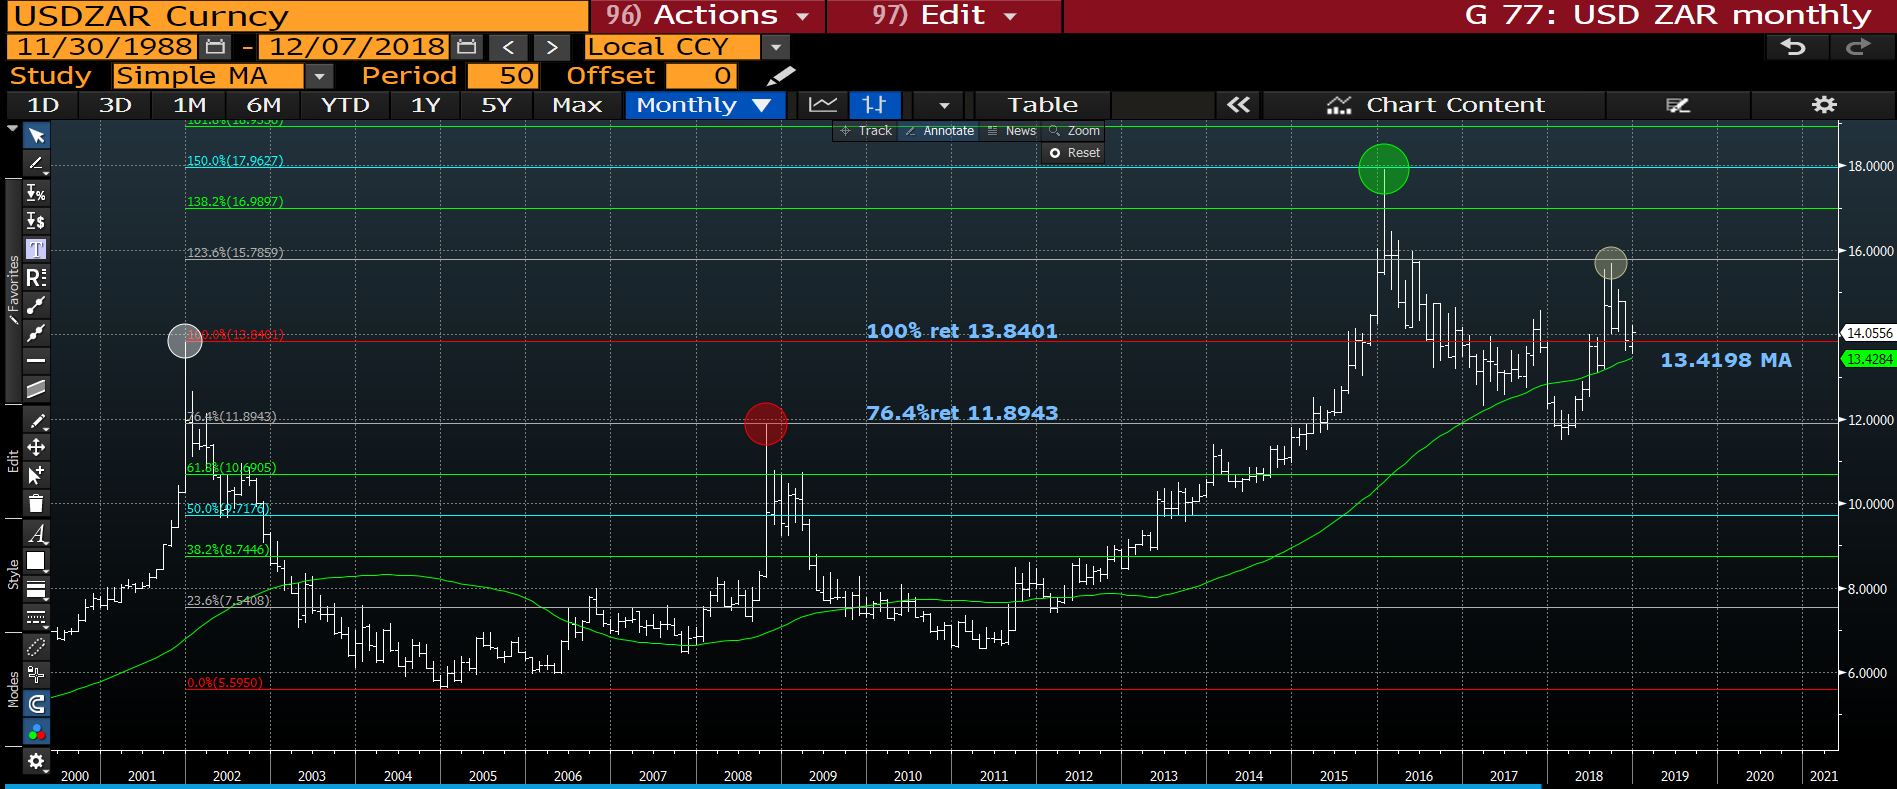 USDZAR Curncy 96) Actions 97) Edit G 77: USD ZAR monthly
11/30/1988 - 12/07/2018 < > Local CCY
Study Simple MA Period 50 Offset 0
1D 3D 1M 6M YTD 1Y 5Y Max Monthly ▼ Table « Chart Content
Track Annotate News Zoom
Reset
161.8%(18.9350)
150.0%(17.9627)
18.0000
138.2%(16.9897)
123.6%(15.7859)
16.0000
100.0%(13.8401)
100% ret 13.8401
14.0556
13.4198 MA
13.4284
76.4%(11.8943)
76.4%ret 11.8943
12.0000
61.8%(10.6905)
50.0%(9.7176)
10.0000
38.2%(8.7446)
23.6%(7.5408)
8.0000
0.0%(5.5950)
6.0000
Favorites
Edit
Style
Modes
% $ T R A
2000 2001 2002 2003 2004 2005 2006 2007 2008 2009 2010 2011 2012 2013 2014 2015 2016 2017 2018 2019 2020 2021